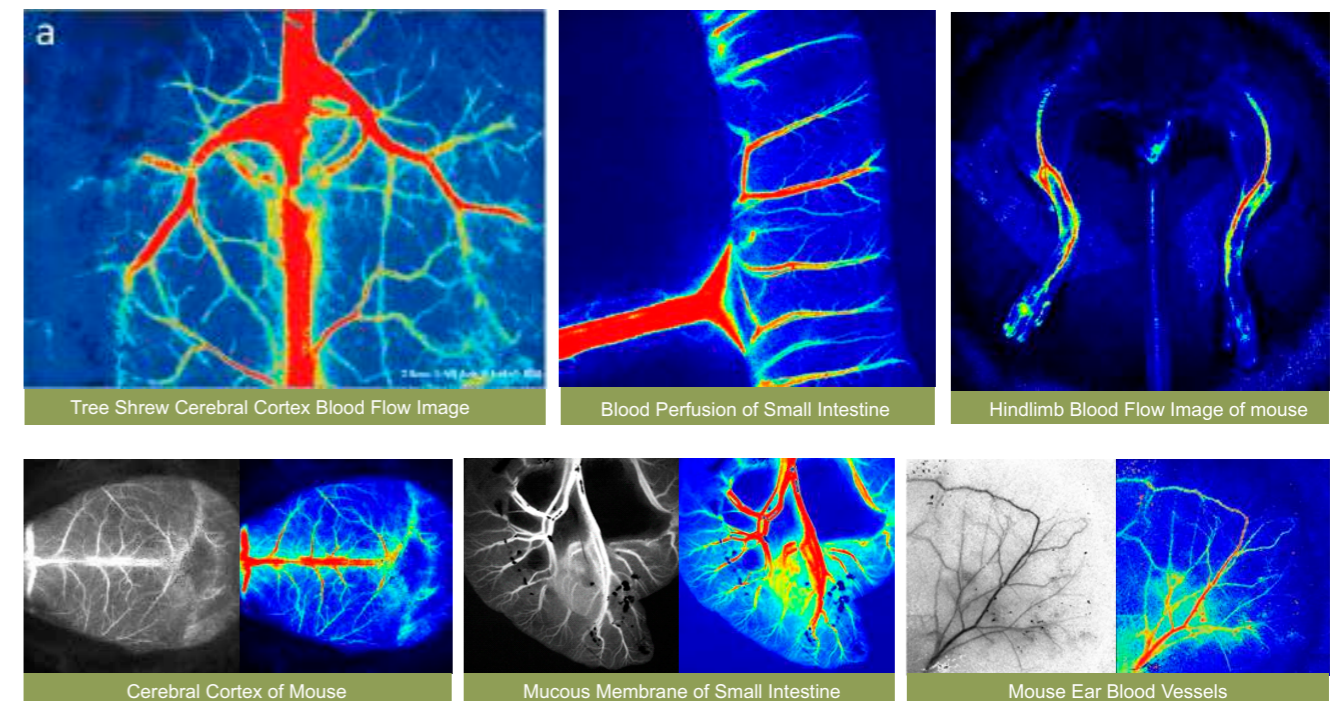 a
Tree Shrew Cerebral Cortex Blood Flow Image
Blood Perfusion of Small Intestine
Hindlimb Blood Flow Image of mouse
Cerebral Cortex of Mouse
Mucous Membrane of Small Intestine
Mouse Ear Blood Vessels